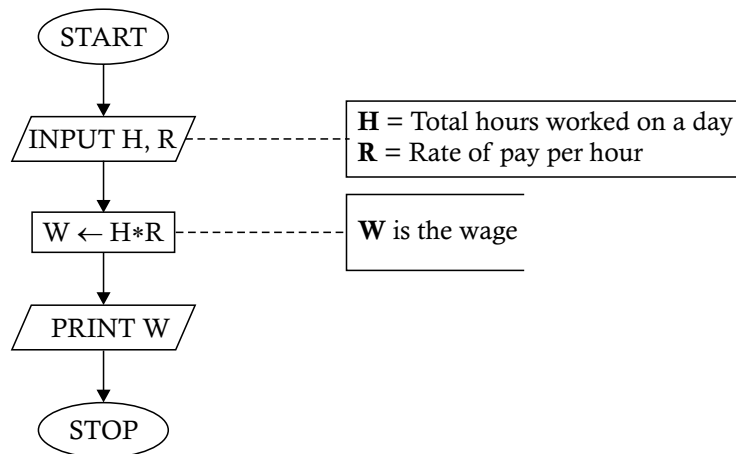 START
INPUT H, R
H = Total hours worked on a day
R = Rate of pay per hour
W ← H*R
W is the wage
PRINT W
STOP